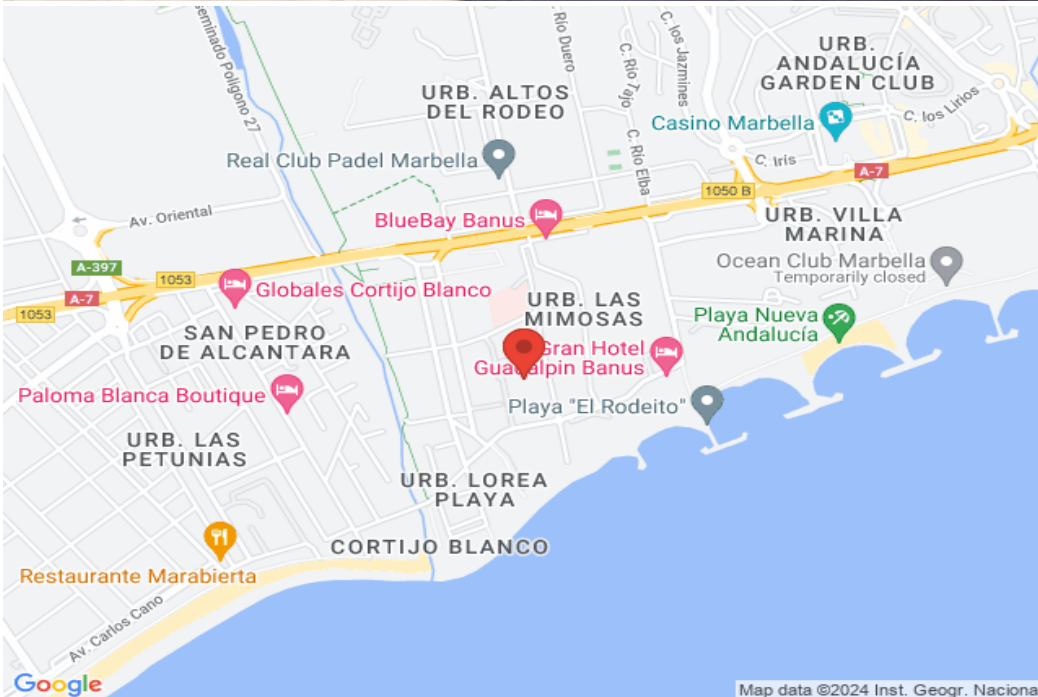 seminado Polígono 27
C. Río Duero
C. Río Tajo
C. los Jazmines
URB.
ANDALUCÍA
GARDEN CLUB
URB. ALTOS
DEL RODEO
Casino Marbella
C. los Lirios
Real Club Padel Marbella
C. Río Elba
C. Iris
A-7
1050 B
Av. Oriental
BlueBay Banus
URB. VILLA
MARINA
A-397
1053
Ocean Club Marbella
Temporarily closed
A-7
Globales Cortijo Blanco
1053
URB. LAS
MIMOSAS
Playa Nueva
Andalucía
SAN PEDRO
DE ALCANTARA
Gran Hotel
Guadalpin Banus
Paloma Blanca Boutique
Playa "El Rodeito"
URB. LAS
PETUNIAS
URB. LOREA
PLAYA
CORTIJO BLANCO
Restaurante Marabierta
Av. Carlos Cano
Google
Map data ©2024 Inst. Geogr. Naciona